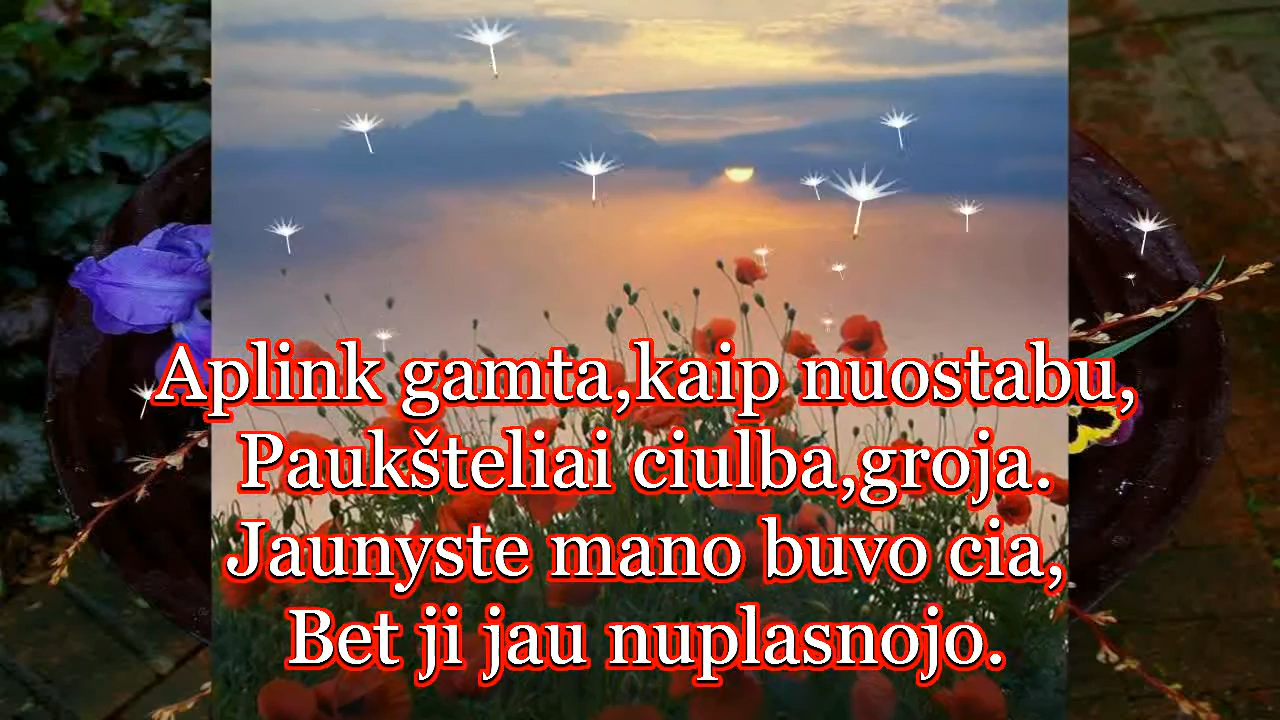 Aplink gamta,kaip nuostabu,
Paukšteliai ciulba,groja.
Jaunyste mano buvo cia,
Bet ji jau nuplasnojo.